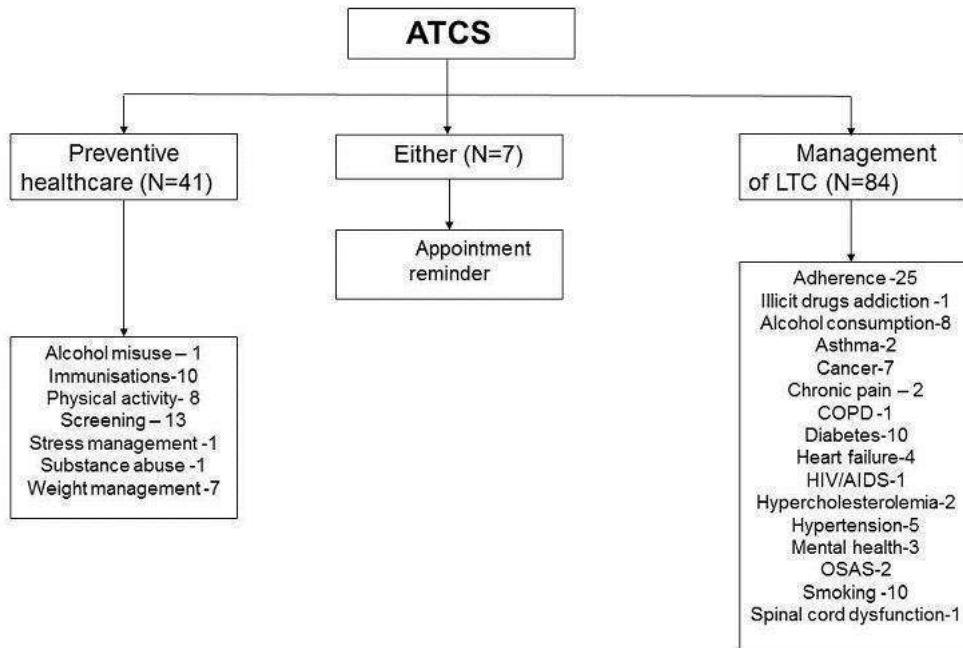 ATCS
Preventive
healthcare (N=41)
Either (N=7)
Management
of LTC (N=84)
Appointment
reminder
Alcohol misuse – 1
Immunisations-10
Physical activity- 8
Screening – 13
Stress management -1
Substance abuse -1
Weight management-7
Adherence -25
Illicit drugs addiction -1
Alcohol consumption-8
Asthma-2
Cancer-7
Chronic pain – 2
COPD -1
Diabetes-10
Heart failure-4
HIV/AIDS-1
Hypercholesterolemia-2
Hypertension-5
Mental health-3
OSAS-2
Smoking -10
Spinal cord dysfunction-1